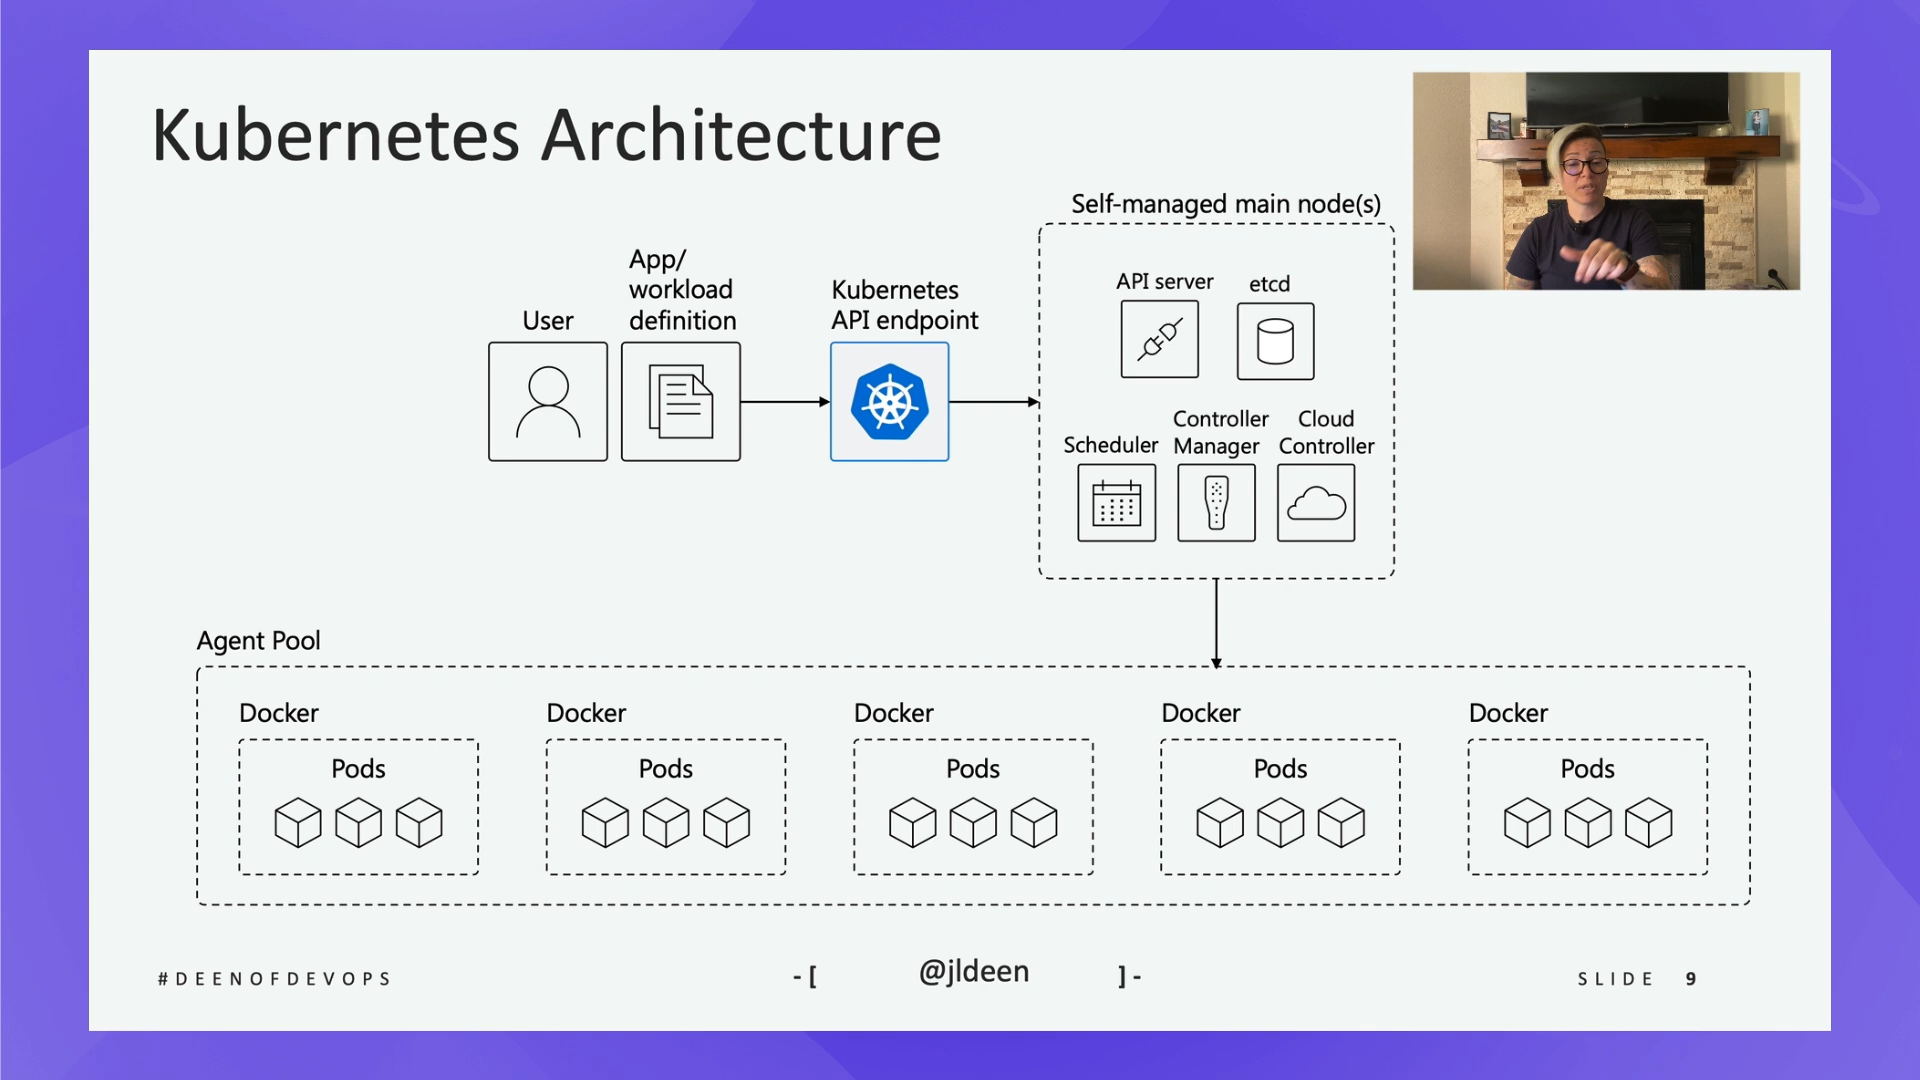 Kubernetes Architecture
Self-managed main node(s)
User
App/
workload
definition
Kubernetes
API endpoint
API server
etcd
Scheduler
Controller
Manager
Cloud
Controller
Agent Pool
Docker
Docker
Docker
Docker
Docker
Pods
Pods
Pods
Pods
Pods
#DEENOFDEVOPS
-[ @jldeen ]-
SLIDE 9